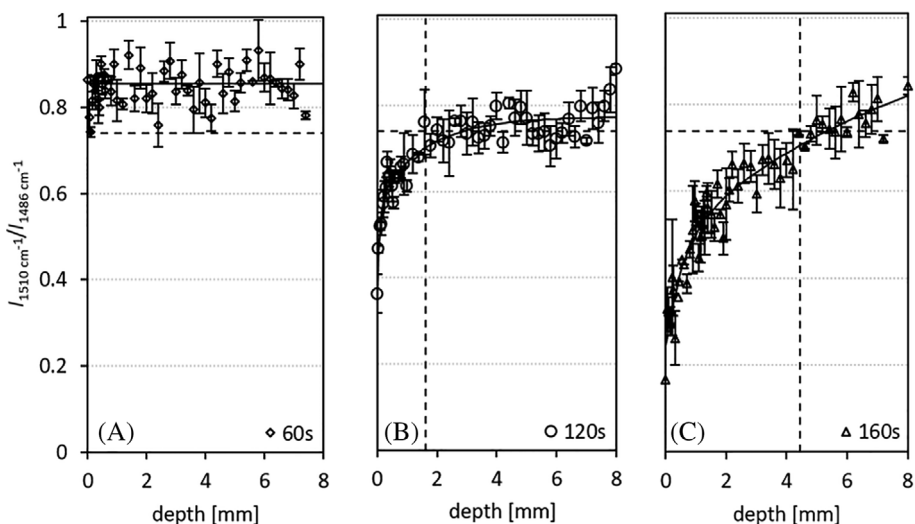 1
0.8
0.6
0.4
0.2
0
I1510 cm-1/I1486 cm-1
(A)
60s
0 2 4 6 8
depth [mm]
(B)
120s
0 2 4 6 8
depth [mm]
(C)
160s
0 2 4 6 8
depth [mm]